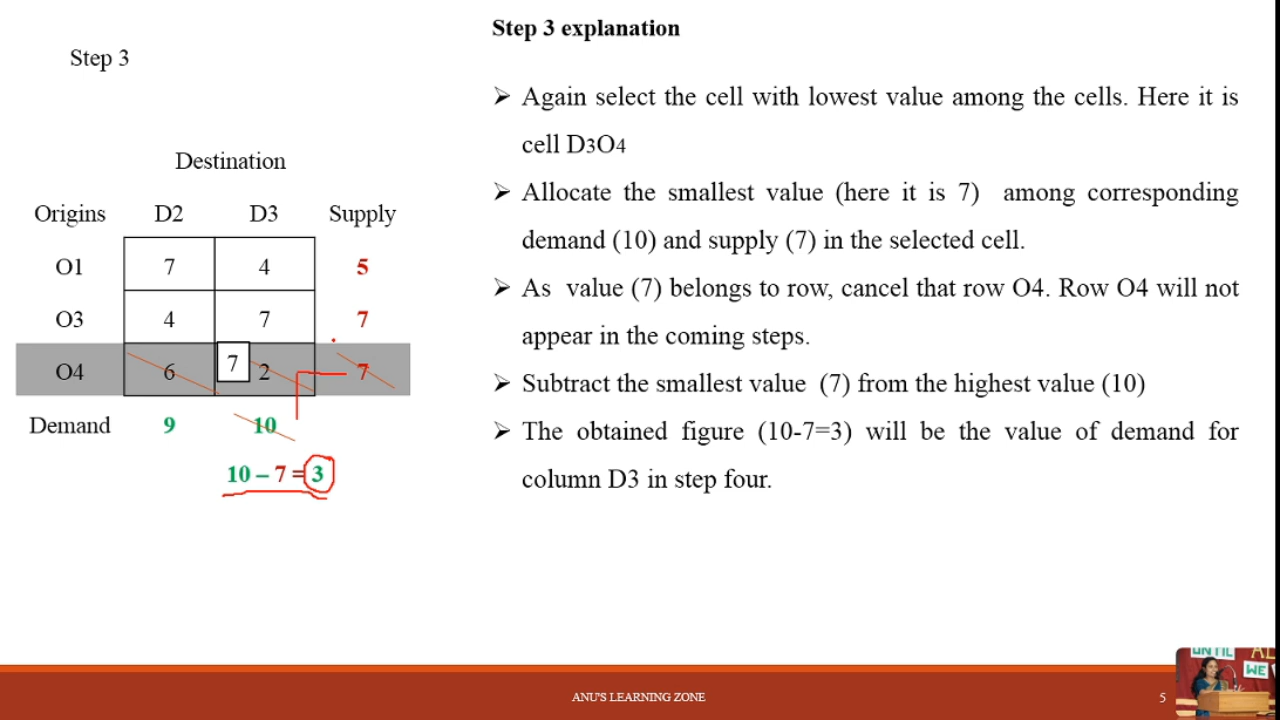 Step 3
Destination
Origins D2 D3 Supply
O1 7 4 5
O3 4 7 7
O4 6 7 2 7
Demand 9 10
10 – 7 = 3
Step 3 explanation
➢ Again select the cell with lowest value among the cells. Here it is
cell D3O4
➢ Allocate the smallest value (here it is 7) among corresponding
demand (10) and supply (7) in the selected cell.
➢ As value (7) belongs to row, cancel that row O4. Row O4 will not
appear in the coming steps.
➢ Subtract the smallest value (7) from the highest value (10)
➢ The obtained figure (10-7=3) will be the value of demand for
column D3 in step four.
ANU'S LEARNING ZONE
5
UNTIL
WE